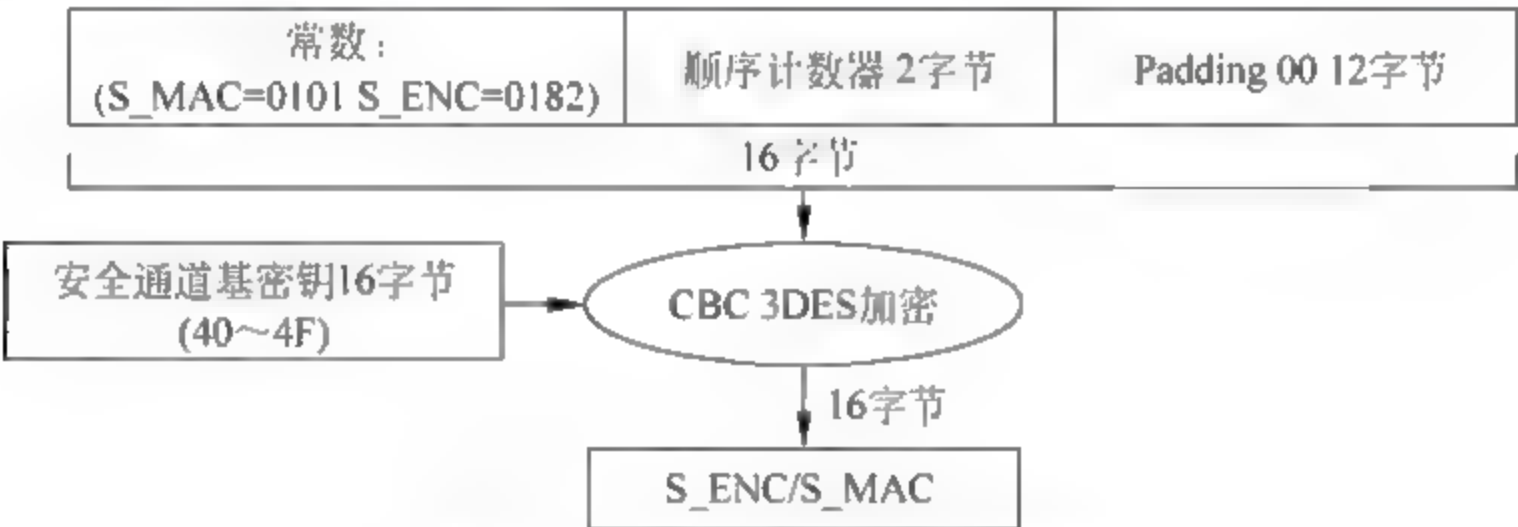 常数：
(S_MAC=0101 S_ENC=0182)
顺序计数器 2字节
Padding 00 12字节
16字节
安全通道基密钥16字节
(40～4F)
CBC 3DES加密
16字节
S_ENC/S_MAC